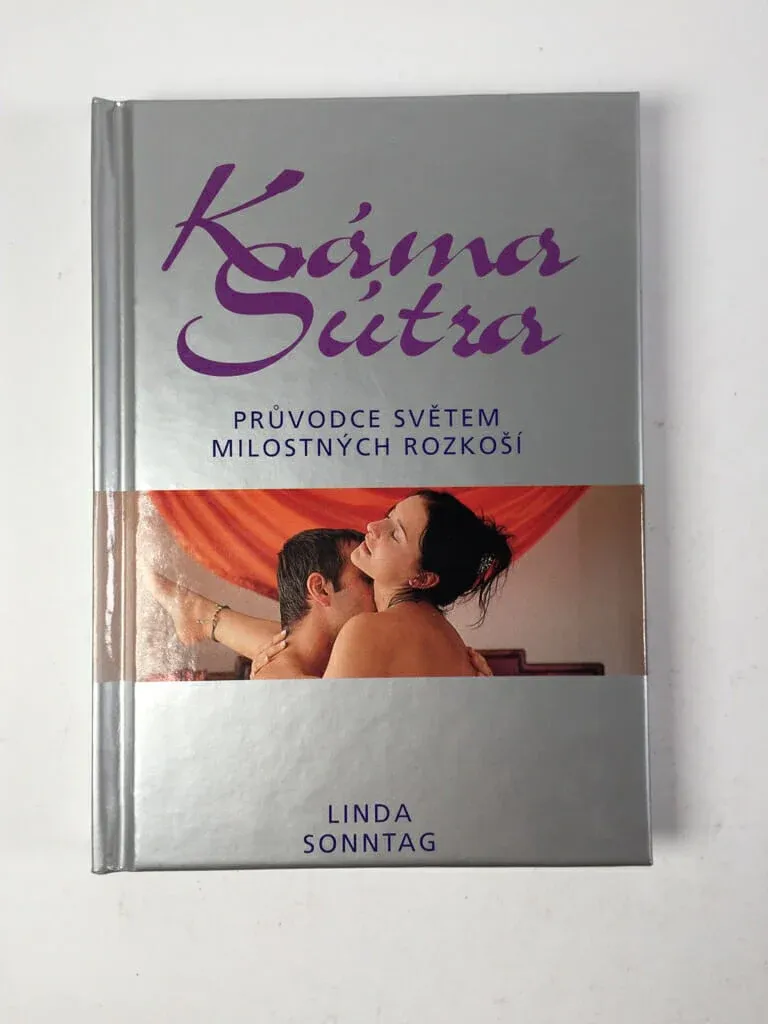 Káma
Sútra
PRŮVODCE SVĚTEM
MILOSTNÝCH ROZKOŠÍ
LINDA
SONNTAG